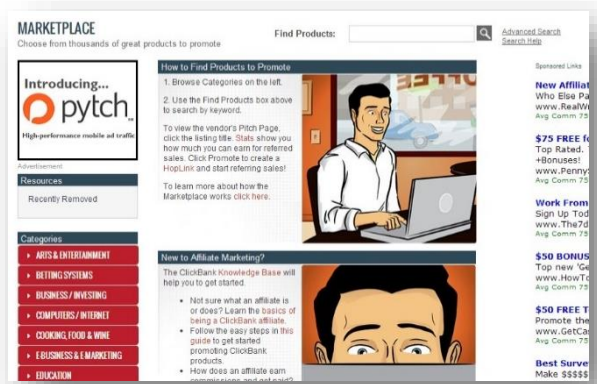 MARKETPLACE
Choose from thousands of great products to promote
Find Products:
Advanced Search
Search Help
Introducing...
pytch
High-performance mobile ad traffic
Advertisement
Resources
Recently Removed
Categories
ARTS & ENTERTAINMENT
BETTING SYSTEMS
BUSINESS / INVESTING
COMPUTERS / INTERNET
COOKING, FOOD & WINE
E-BUSINESS & E-MARKETING
EDUCATION
How to Find Products to Promote
1. Browse Categories on the left.
2. Use the Find Products box above
to search by keyword.
To view the vendor's Pitch Page,
click the listing title. Stats show you
how much you can earn for referred
sales. Click Promote to create a
HopLink and start referring sales!
To learn more about how the
Marketplace works click here.
COFFEE
New to Affiliate Marketing?
The ClickBank Knowledge Base will
help you to get started.
Not sure what an affiliate is
or does? Learn the basics of
being a ClickBank affiliate.
Follow the easy steps in this
guide to get started
promoting ClickBank
products.
How does an affiliate earn
commissions and get paid?
Sponsored Links
New Affiliat
Who Else Pa
www.RealWr
Avg Comm 75
$75 FREE fo
Top Rated.
+Bonuses!
www.Penny
Avg Comm 75
Work From
Sign Up Tod
www.The7d
Avg Comm 75
$50 BONUS
Top new 'Ge
www.HowTo
Avg Comm 75
$50 FREE T
Promote the
www.GetCas
Avg Comm 75
Best Surve
Make $$$$$